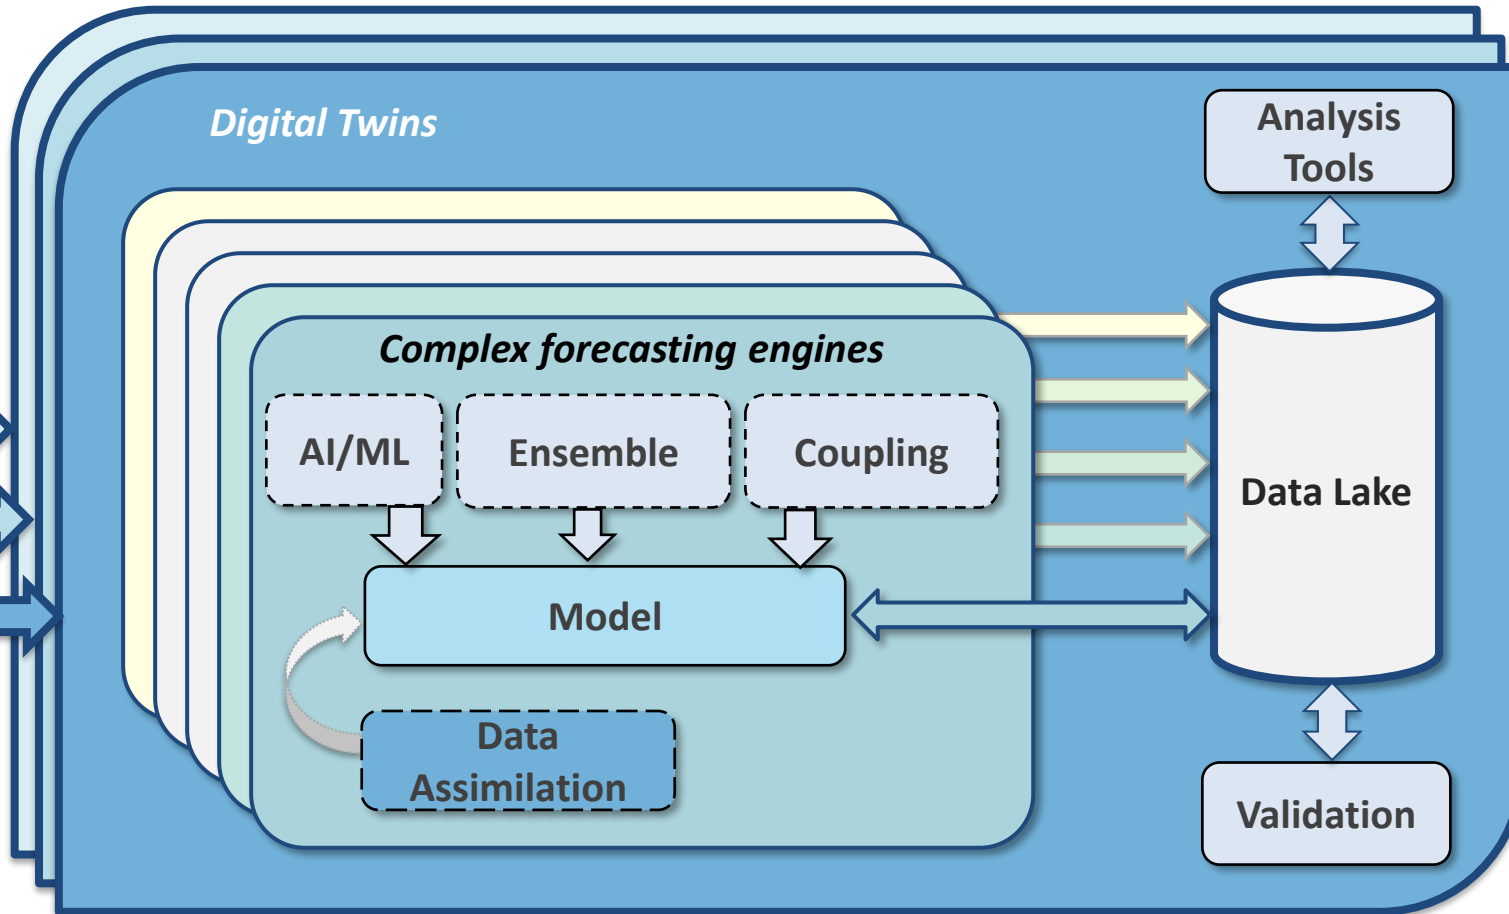 Digital Twins
Analysis
Tools
Complex forecasting engines
AI/ML
Ensemble
Coupling
Data Lake
Model
Data
Assimilation
Validation